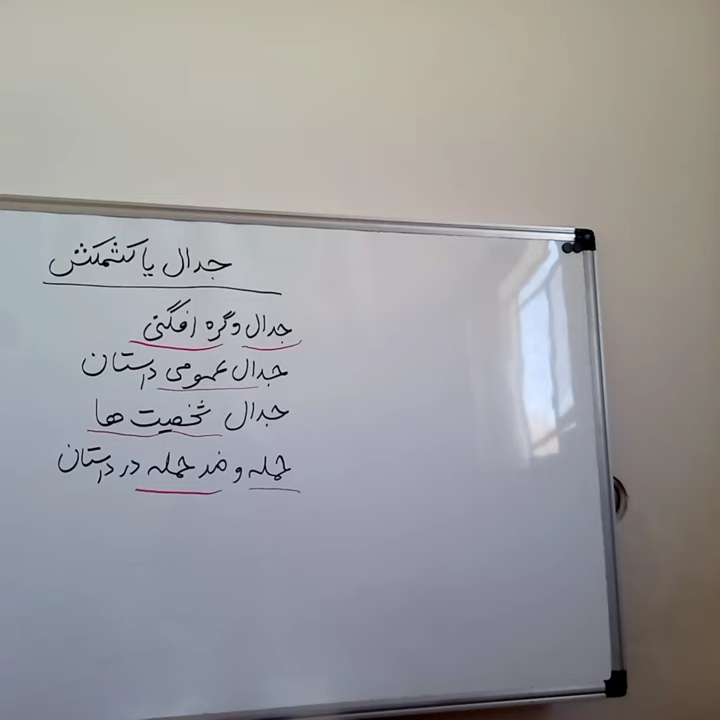 جدال یا کشمکش
جدال و گره افگنی
جدال عمومی داستان
جدال شخصیت ها
حمله و ضد حمله در داستان